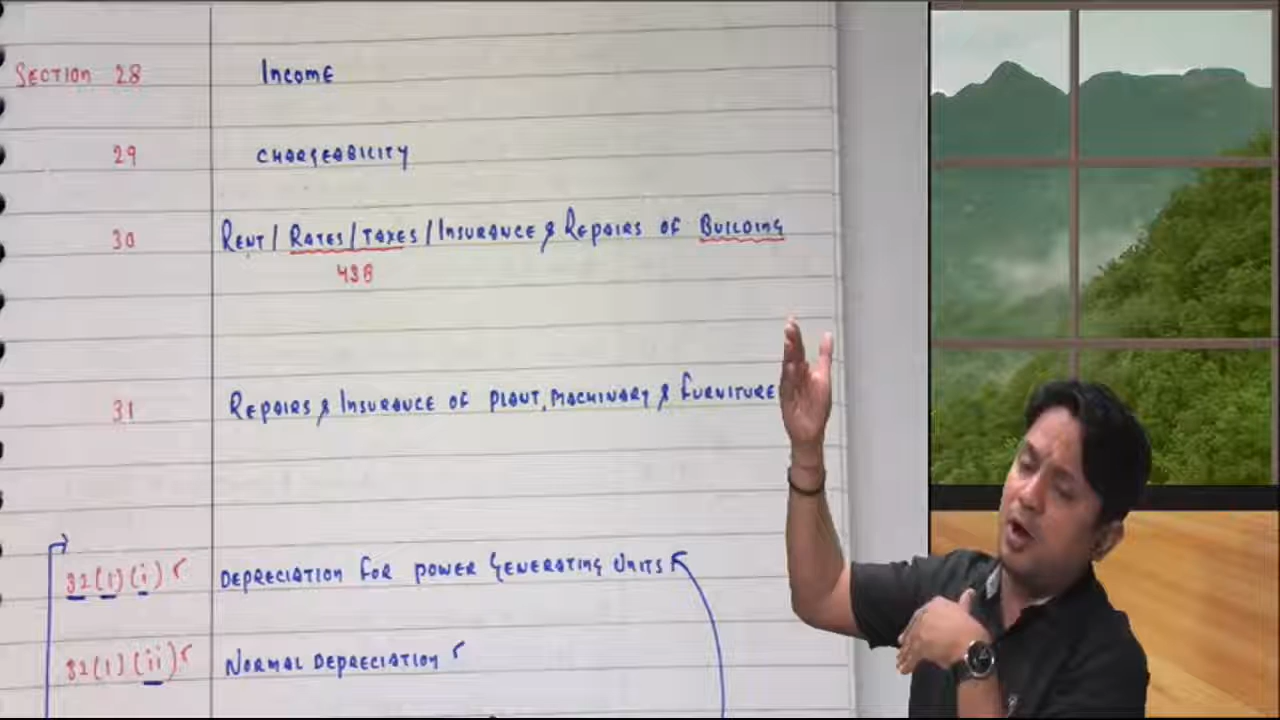 SECTION 28 INCOME
29 CHARGEABILITY
30 RENT / RATES / TAXES / INSURANCE & REPAIRS OF BUILDING
43B
31 REPAIRS & INSURANCE OF PLANT, MACHINARY & FURNITURE
32(1)(i) DEPRECIATION FOR POWER GENERATING UNITS
32(1)(ii) NORMAL DEPRECIATION